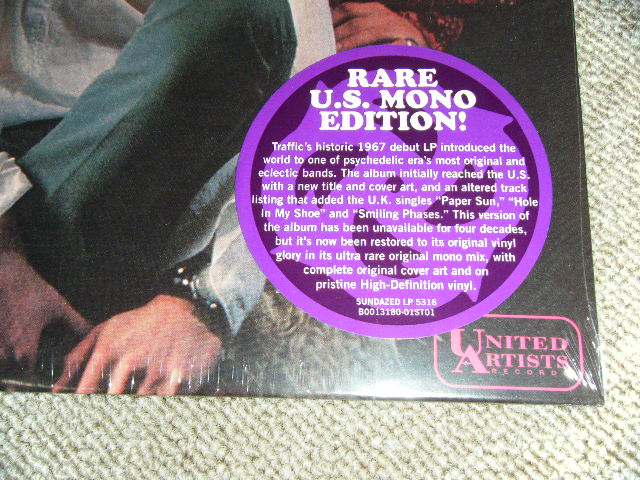 RARE
U.S. MONO
EDITION!
Traffic's historic 1967 debut LP introduced the
world to one of psychedelic era's most original and
eclectic bands. The album initially reached the U.S.
with a new title and cover art, and an altered track
listing that added the U.K. singles “Paper Sun,” “Hole
In My Shoe” and “Smiling Phases.” This version of
the album has been unavailable for four decades,
but it's now been restored to its original vinyl
glory in its ultra rare original mono mix, with
complete original cover art and on
pristine High-Definition vinyl.
SUNDAZED LP 5316
B0013180-01ST01
UNITED
ARTISTS
RECORDS